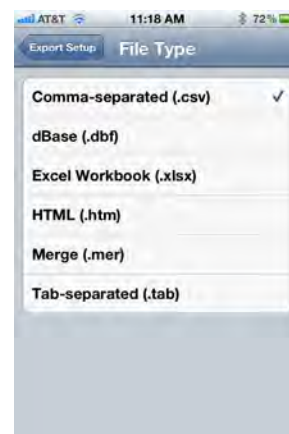 AT&T 11:18 AM 72%
Export Setup File Type
Comma-separated (.csv) ✓
dBase (.dbf)
Excel Workbook (.xlsx)
HTML (.htm)
Merge (.mer)
Tab-separated (.tab)